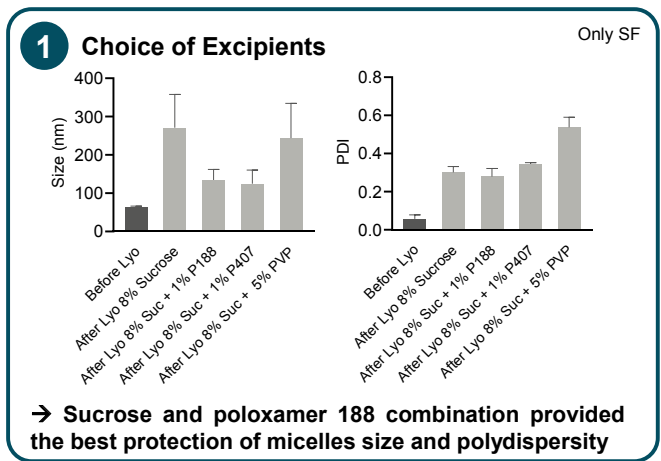 1 Choice of Excipients
Only SF
Size (nm)
400
300
200
100
0
Before Lyo
After Lyo 8% Sucrose
After Lyo 8% Suc + 1% P188
After Lyo 8% Suc + 1% P407
After Lyo 8% Suc + 5% PVP
PDI
0.8
0.6
0.4
0.2
0.0
Before Lyo
After Lyo 8% Sucrose
After Lyo 8% Suc + 1% P188
After Lyo 8% Suc + 1% P407
After Lyo 8% Suc + 5% PVP
→ Sucrose and poloxamer 188 combination provided
the best protection of micelles size and polydispersity